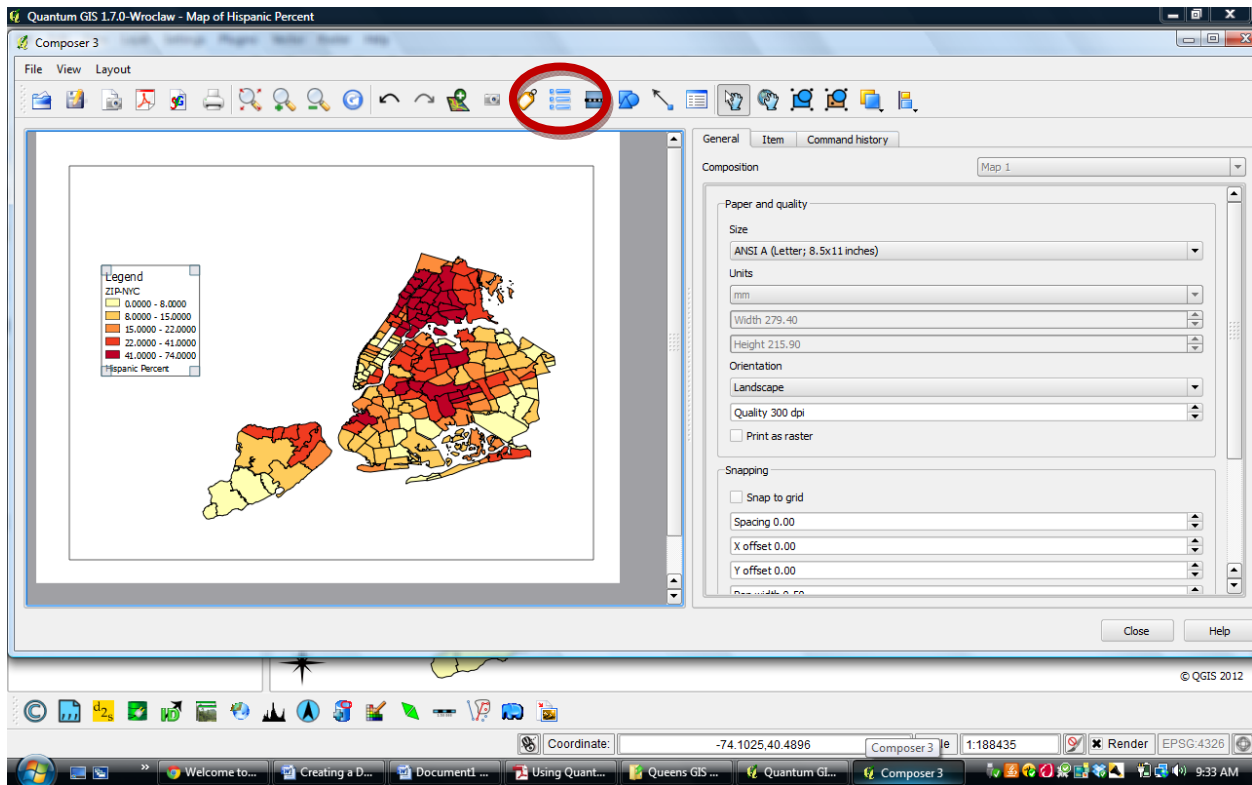 Quantum GIS 1.7.0-Wroclaw - Map of Hispanic Percent
Composer 3
File View Layout
General Item Command history
Composition Map 1
Paper and quality
Size
ANSI A (Letter; 8.5x11 inches)
Units
mm
Width 279.40
Height 215.90
Orientation
Landscape
Quality 300 dpi
Print as raster
Snapping
Snap to grid
Spacing 0.00
X offset 0.00
Y offset 0.00
Legend
ZIP-NYC
0.0000 - 8.0000
8.0000 - 15.0000
15.0000 - 22.0000
22.0000 - 41.0000
41.0000 - 74.0000
Hispanic Percent
Close Help
© QGIS 2012
Coordinate: -74.1025,40.4896 1:188435 Render EPSG:4326
Composer 3
Welcome to... Creating a D... Document1 ... Using Quant... Queens GIS ... Quantum GI... Composer 3 9:33 AM